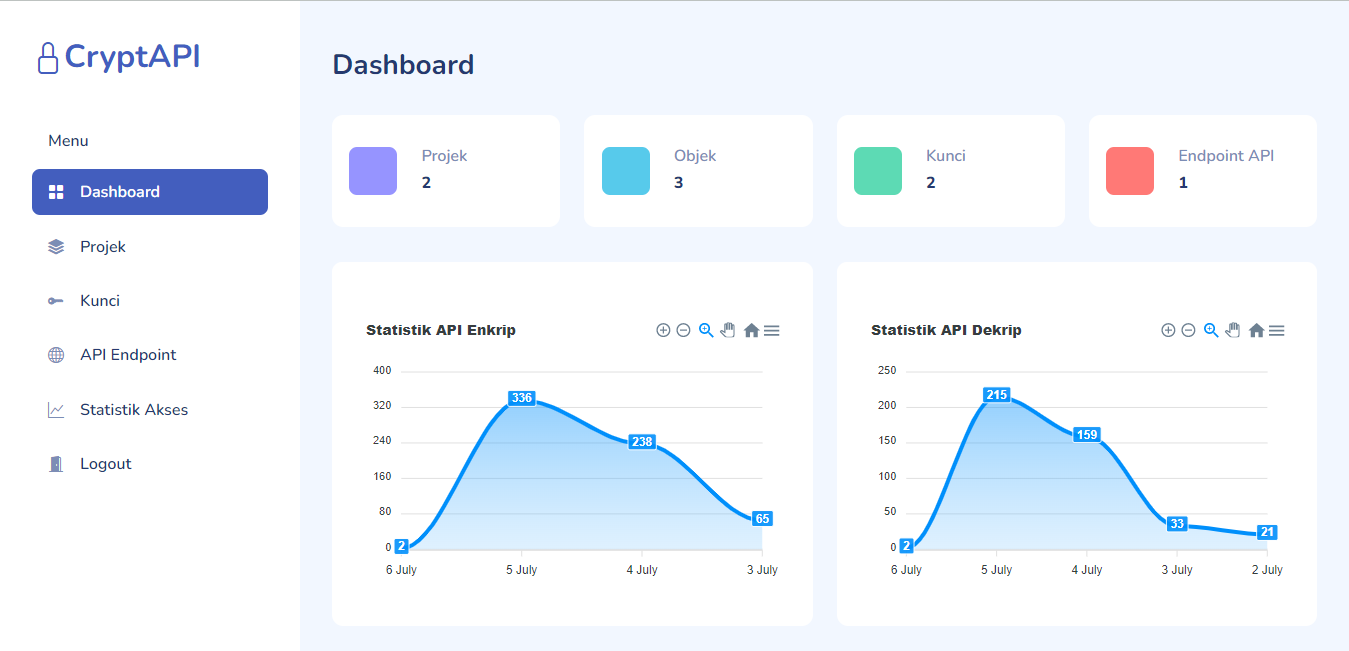 CryptAPI
Menu
Dashboard
Projek
Kunci
API Endpoint
Statistik Akses
Logout
Dashboard
Projek
2
Objek
3
Kunci
2
Endpoint API
1
Statistik API Enkrip
400
320
240
160
80
0
336
238
65
2
6 July 5 July 4 July 3 July
Statistik API Dekrip
250
200
150
100
50
0
215
159
33
21
2
6 July 5 July 4 July 3 July 2 July